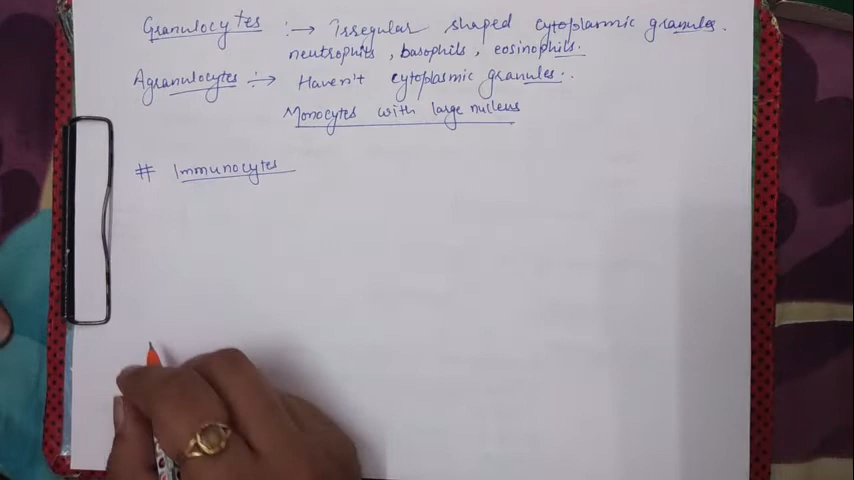 Granulocytes :→ Irregular shaped cytoplasmic granules.
neutrophils, basophils, eosinophils.
Agranulocytes :→ Haven't cytoplasmic granules.
Monocytes with large nucleus
# Immunocytes